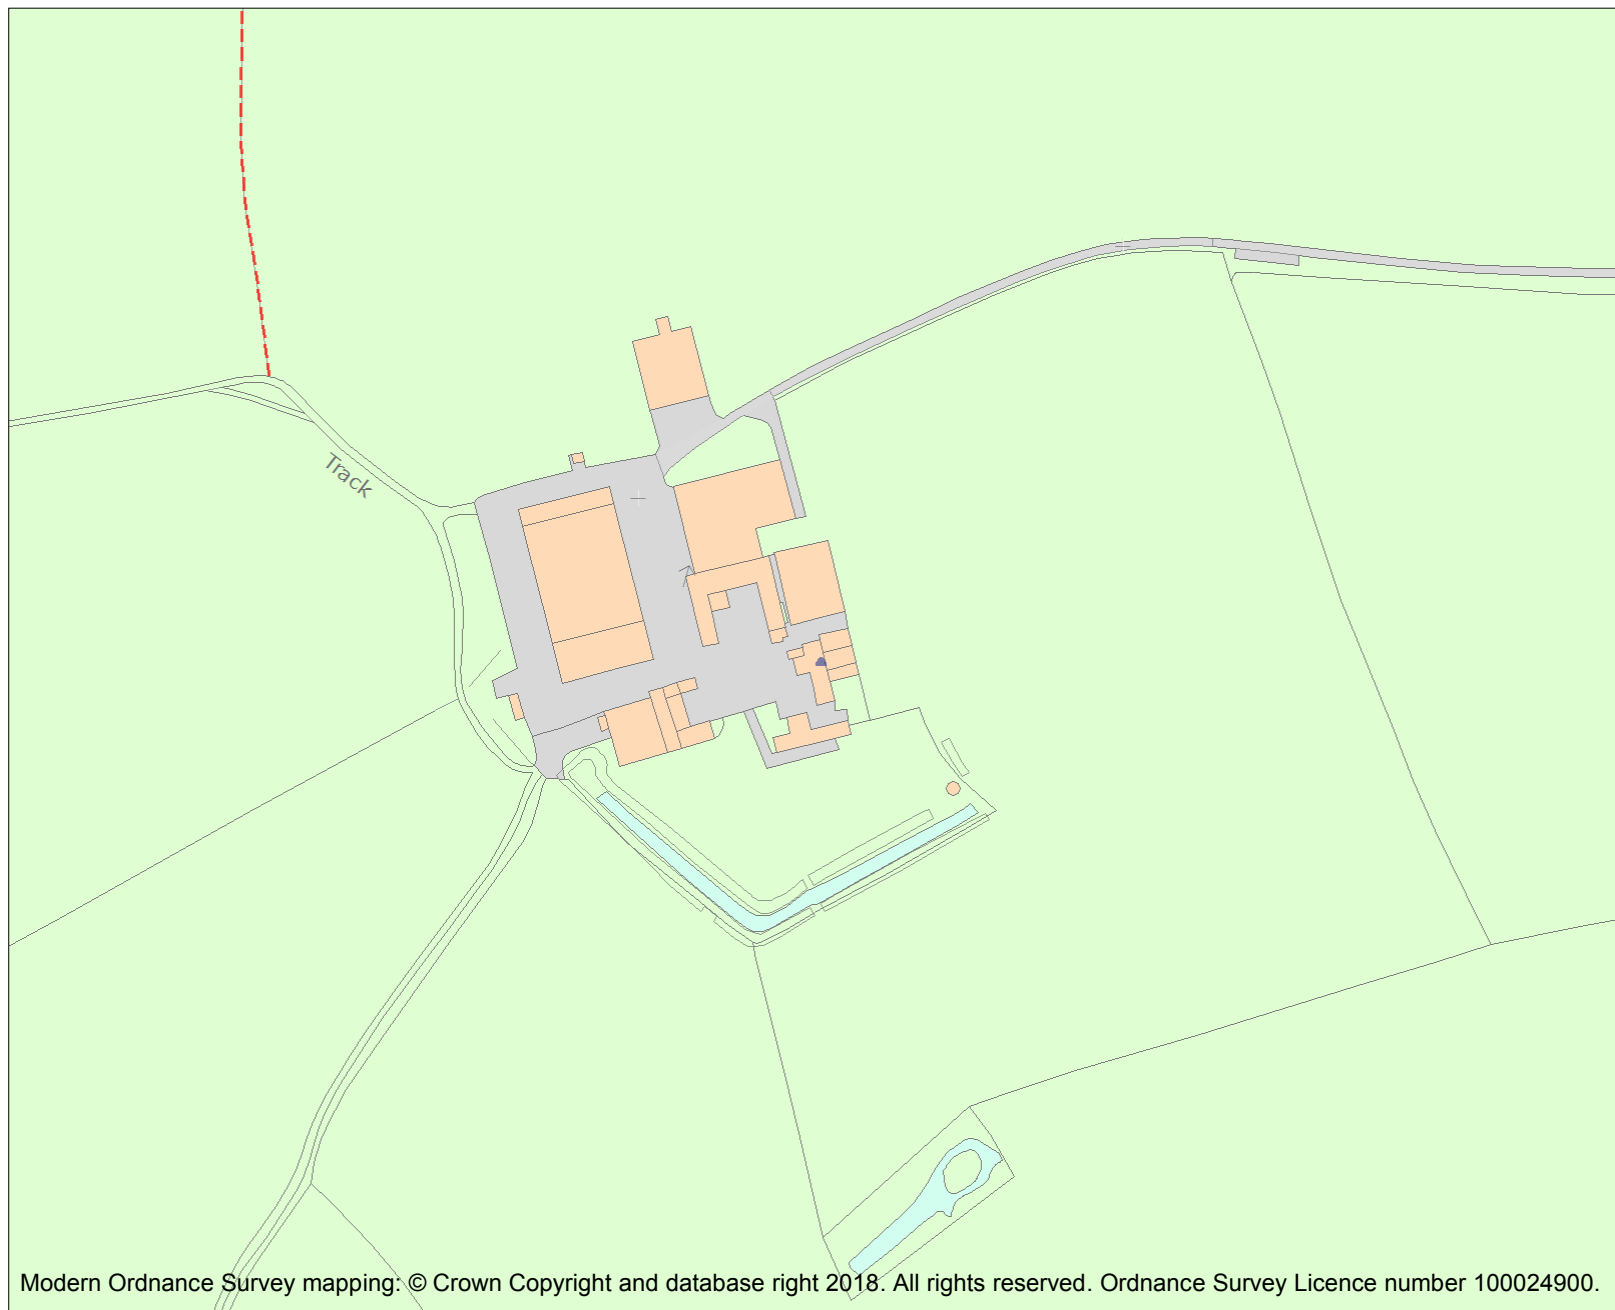 Track
Modern Ordnance Survey mapping: © Crown Copyright and database right 2018. All rights reserved. Ordnance Survey Licence number 100024900.